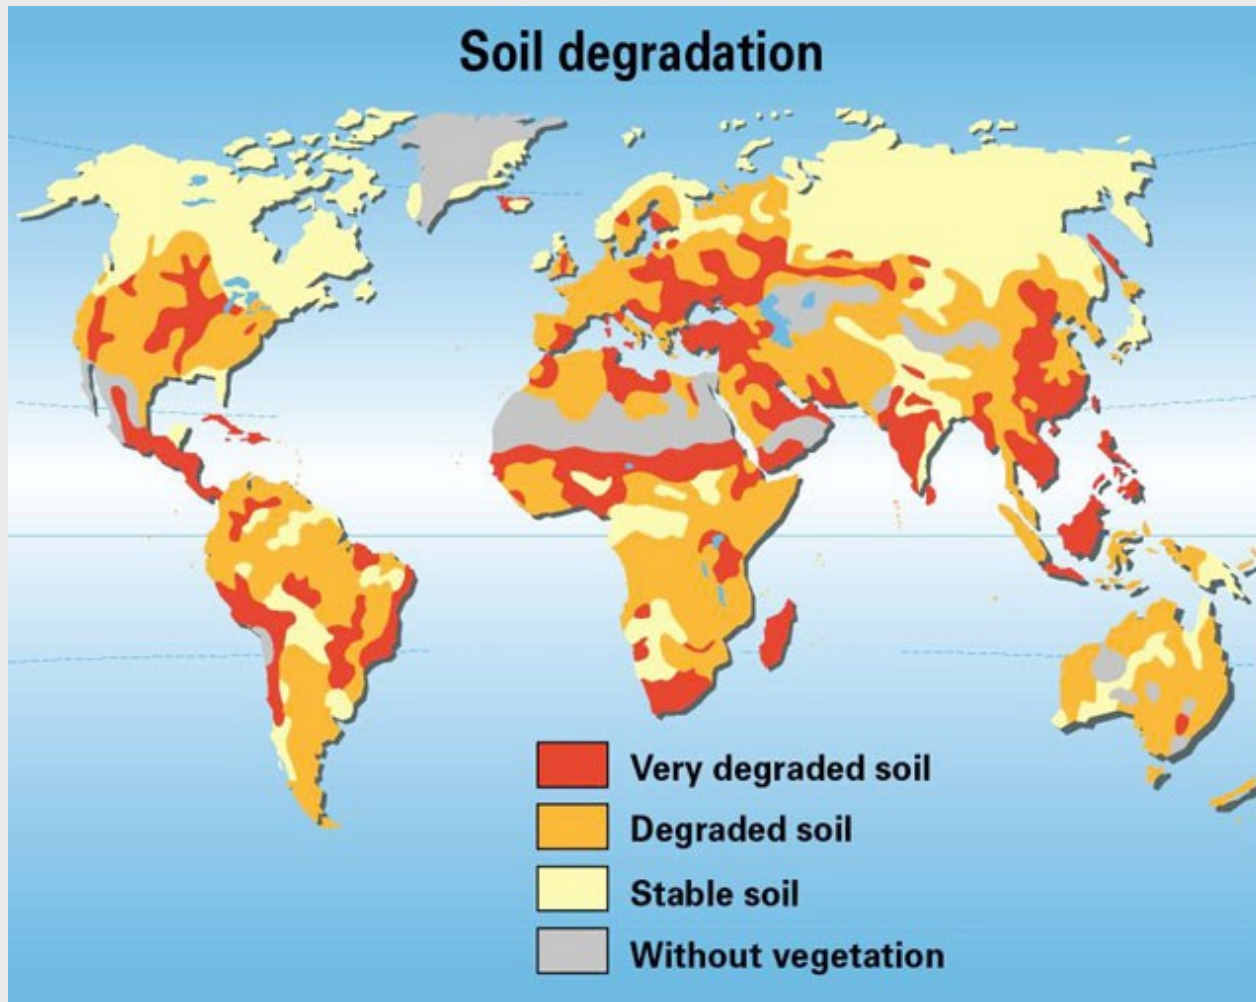 Soil degradation
Very degraded soil
Degraded soil
Stable soil
Without vegetation